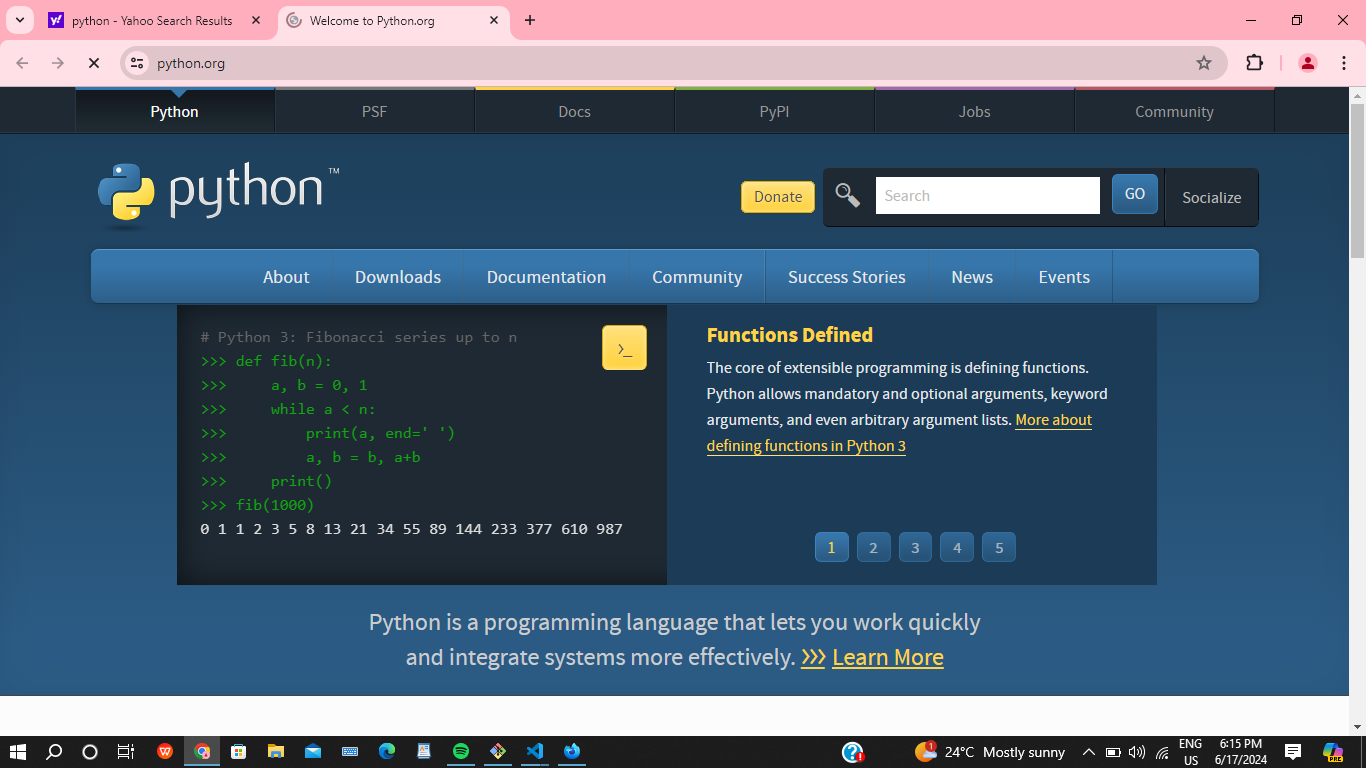 python - Yahoo Search Results
Welcome to Python.org
python.org
Python
PSF
Docs
PyPI
Jobs
Community
python™
Donate
Search
GO
Socialize
About
Downloads
Documentation
Community
Success Stories
News
Events
# Python 3: Fibonacci series up to n
>>> def fib(n):
>>>     a, b = 0, 1
>>>     while a < n:
>>>         print(a, end=' ')
>>>         a, b = b, a+b
>>>     print()
>>> fib(1000)
0 1 1 2 3 5 8 13 21 34 55 89 144 233 377 610 987
>_
Functions Defined
The core of extensible programming is defining functions.
Python allows mandatory and optional arguments, keyword
arguments, and even arbitrary argument lists. More about
defining functions in Python 3
1 2 3 4 5
Python is a programming language that lets you work quickly
and integrate systems more effectively. >>> Learn More
1
24°C Mostly sunny
ENG
US
6:15 PM
6/17/2024
PRE